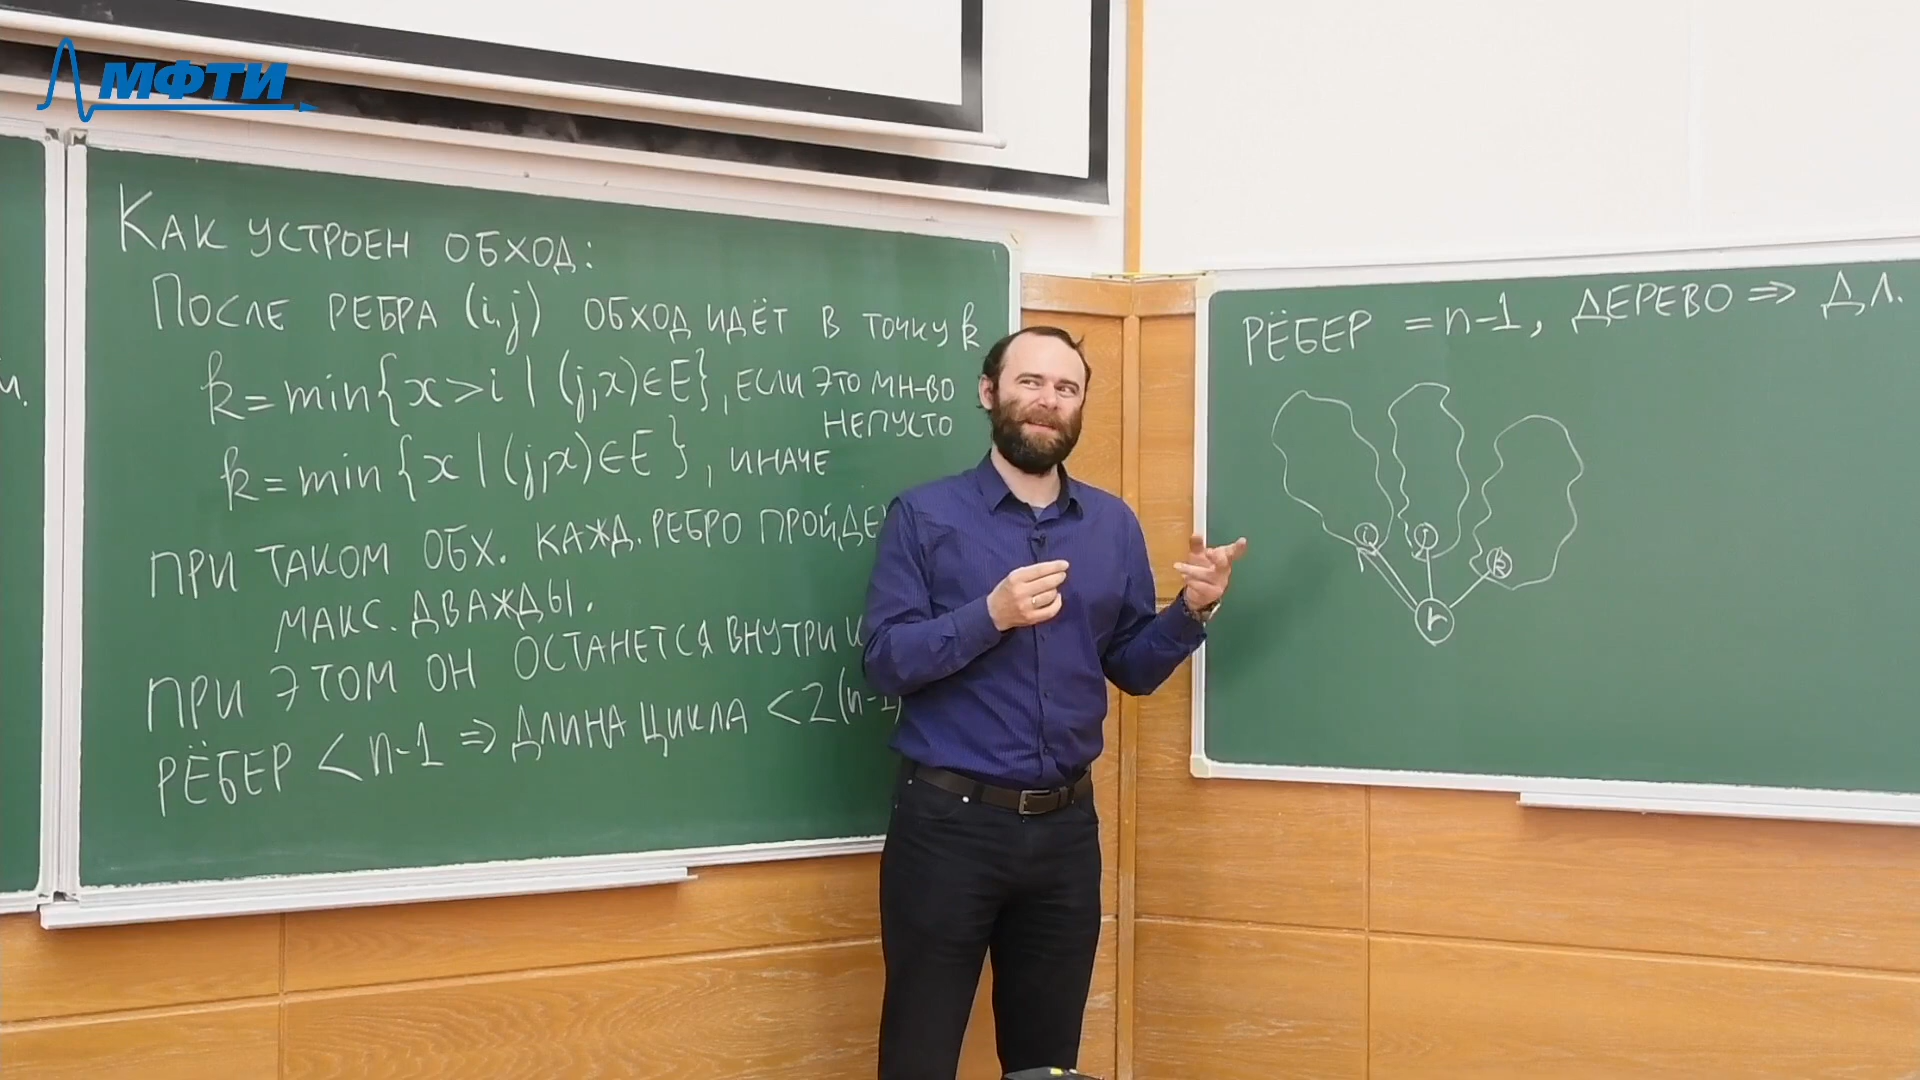 МФТИ
Как устроен обход:
После ребра (i,j) обход идёт в точку k
k=min{x>i | (j,x)∈E}, если это мн-во
непусто
k=min{x | (j,x)∈E}, иначе
При таком обх. кажд. ребро
макс. дважды.
При этом он останется внутри
рёбер <n-1 => длина цикла <2(n-1)
Рёбер =n-1, дерево => дл.
i
j
k
r